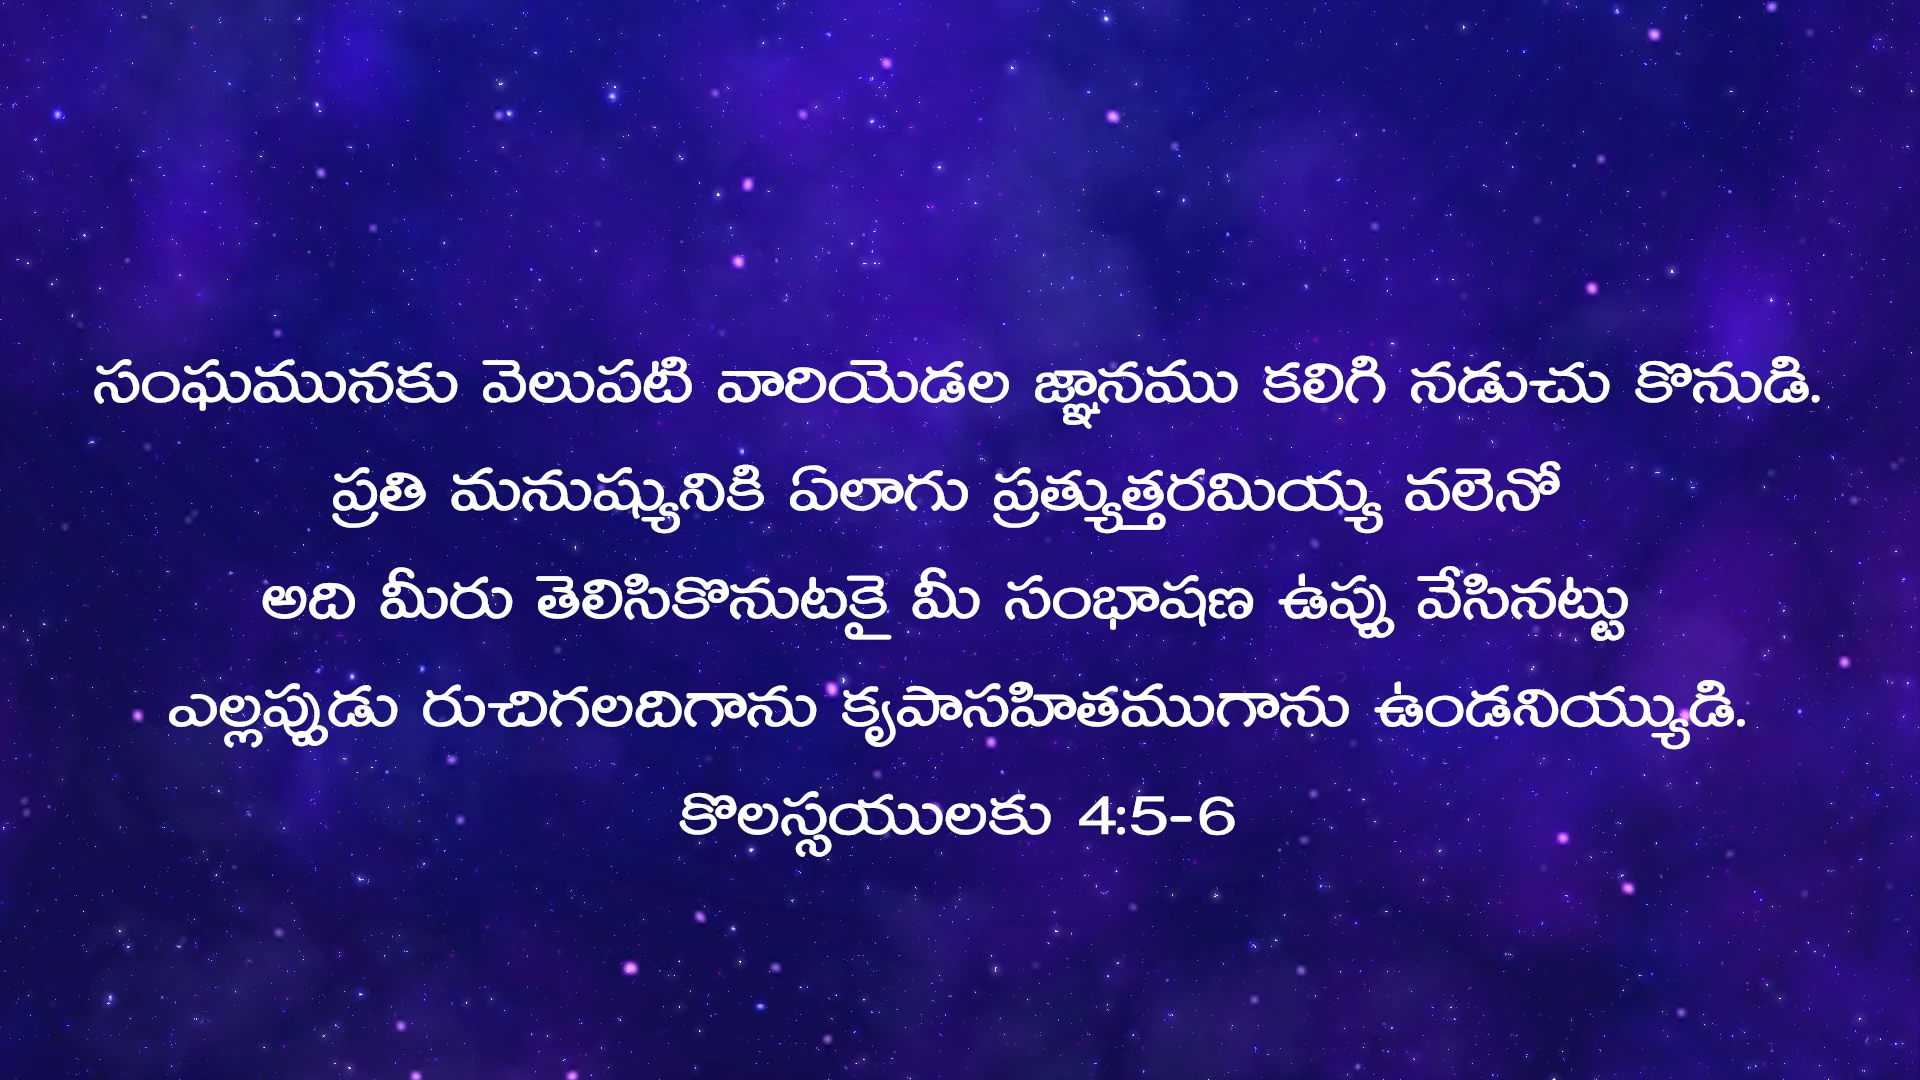 సంఘమునకు వెలుపటి వారియెడల జ్ఞానము కలిగి నడుచు కొనుడి.
ప్రతి మనుష్యునికి ఏలాగు ప్రత్యుత్తరమియ్య వలెనో
అది మీరు తెలిసికొనుటకై మీ సంభాషణ ఉప్పు వేసినట్టు
ఎల్లప్పుడు రుచిగలదిగాను కృపాసహితముగాను ఉండనియ్యుడి.
కొలస్సయులకు 4:5-6